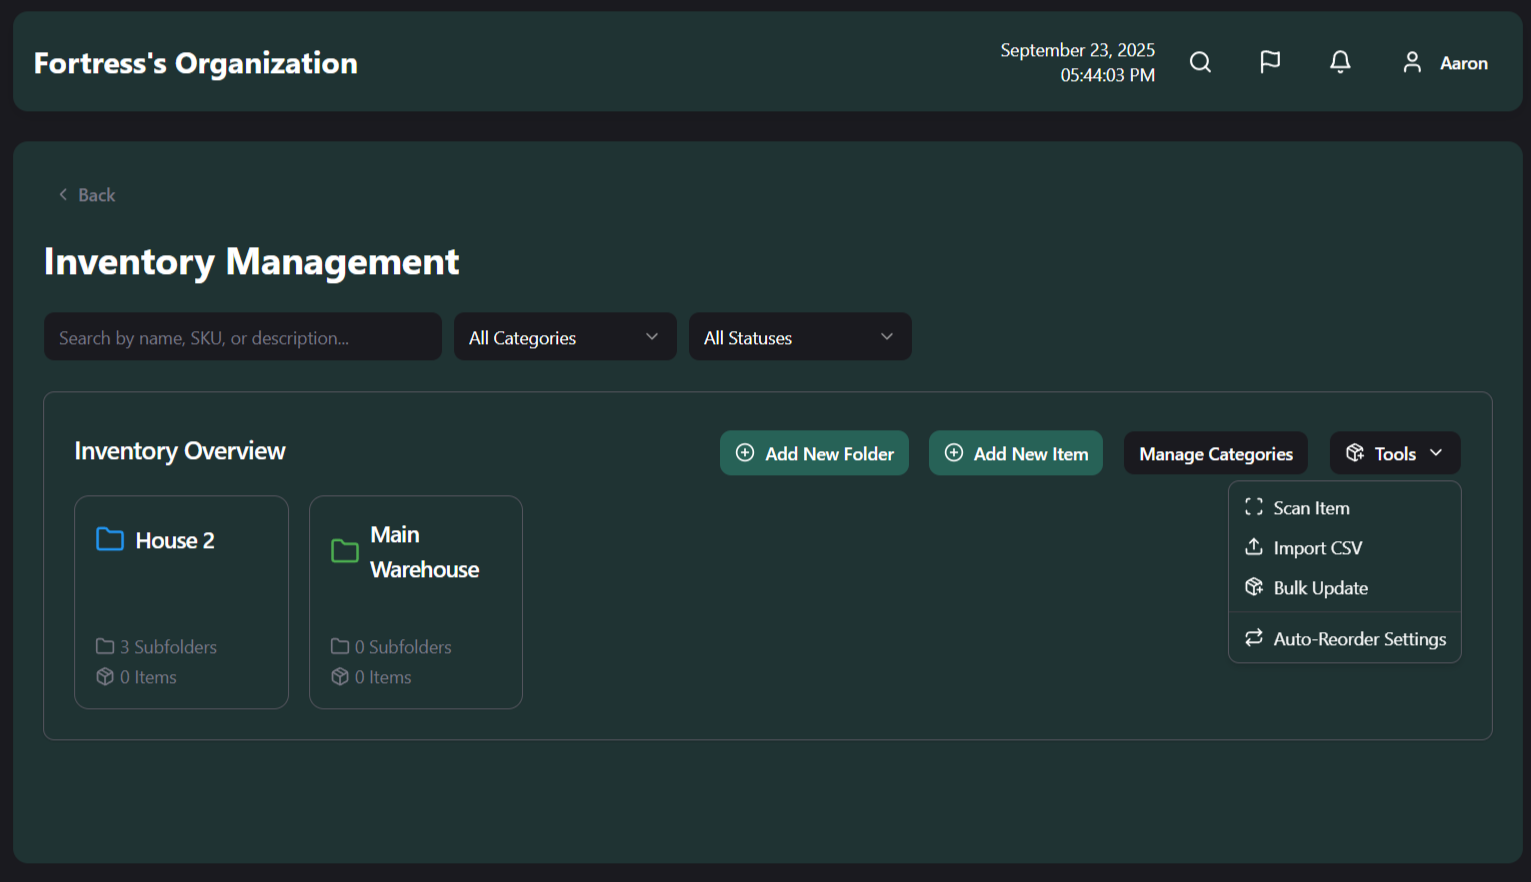 Fortress's Organization
September 23, 2025
05:44:03 PM
Aaron
Back
Inventory Management
Search by name, SKU, or description...
All Categories
All Statuses
Inventory Overview
Add New Folder
Add New Item
Manage Categories
Tools
Scan Item
Import CSV
Bulk Update
Auto-Reorder Settings
House 2
3 Subfolders
0 Items
Main
Warehouse
0 Subfolders
0 Items